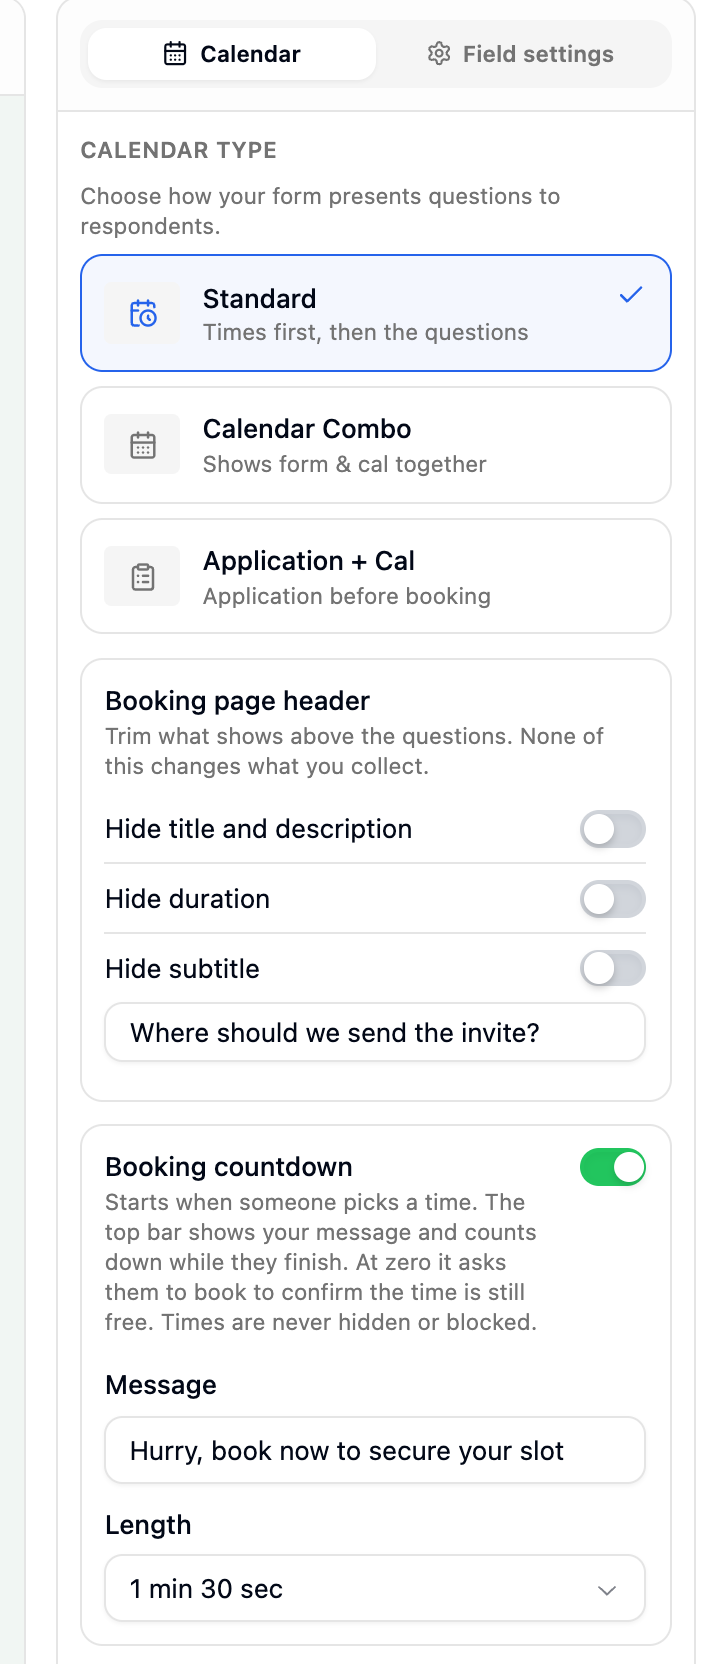 Calendar
Field settings
CALENDAR TYPE
Choose how your form presents questions to
respondents.
Standard
Times first, then the questions
Calendar Combo
Shows form & cal together
Application + Cal
Application before booking
Booking page header
Trim what shows above the questions. None of
this changes what you collect.
Hide title and description
Hide duration
Hide subtitle
Where should we send the invite?
Booking countdown
Starts when someone picks a time. The
top bar shows your message and counts
down while they finish. At zero it asks
them to book to confirm the time is still
free. Times are never hidden or blocked.
Message
Hurry, book now to secure your slot
Length
1 min 30 sec